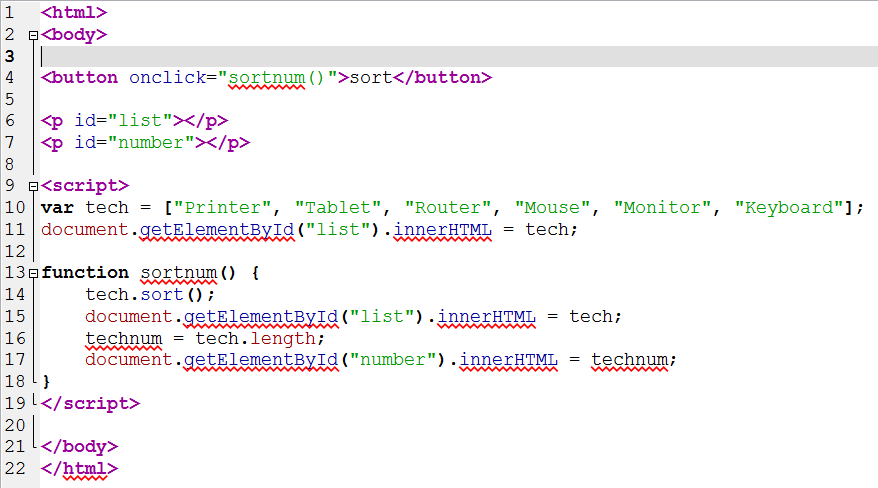 1 <html>
2 <body>
3
4 <button onclick="sortnum()">sort</button>
5
6 <p id="list"></p>
7 <p id="number"></p>
8
9 <script>
10 var tech = ["Printer", "Tablet", "Router", "Mouse", "Monitor", "Keyboard"];
11 document.getElementById("list").innerHTML = tech;
12
13 function sortnum() {
14     tech.sort();
15     document.getElementById("list").innerHTML = tech;
16     technum = tech.length;
17     document.getElementById("number").innerHTML = technum;
18 }
19 </script>
20
21 </body>
22 </html>